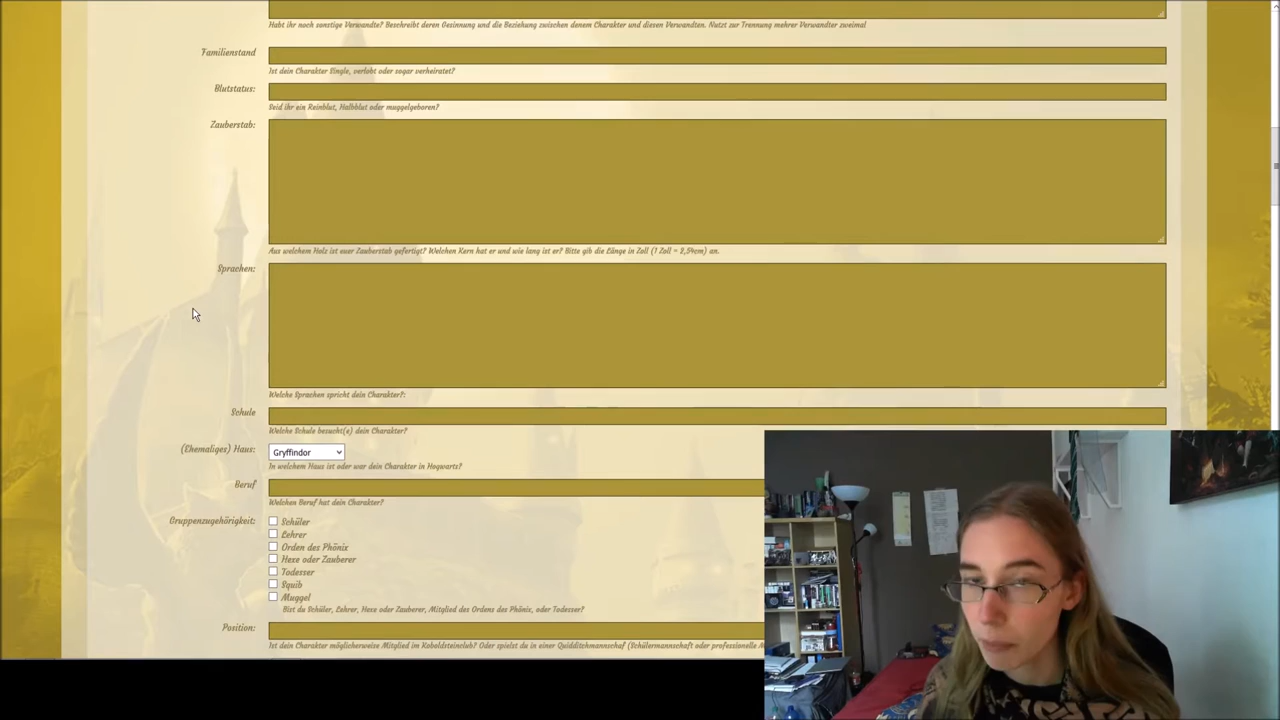 Habt ihr noch sonstige Verwandte? Beschreibt deren Gesinnung und die Beziehung zwischen denem Charakter und diesen Verwandten. Nutzt zur Trennung mehrer Verwandter zweimal
Familienstand
Ist dein Charakter Single, verlobt oder sogar verheiratet?
Blutstatus:
Seid ihr ein Reinblut, Halbblut oder muggelgeboren?
Zauberstab:
Aus welchem Holz ist euer Zauberstab gefertigt? Welchen Kern hat er und wie lang ist er? Bitte gib die Länge in Zoll (1 Zoll = 2,54cm) an.
Sprachen:
Welche Sprachen spricht dein Charakter?:
Schule
Welche Schule besucht(e) dein Charakter?
(Ehemaliges) Haus:
Gryffindor
In welchem Haus ist oder war dein Charakter in Hogwarts?
Beruf
Welchen Beruf hat dein Charakter?
Gruppenzugehörigkeit:
Schüler
Lehrer
Orden des Phönix
Hexe oder Zauberer
Todesser
Squib
Muggel
Bist du Schüler, Lehrer, Hexe oder Zauberer, Mitglied des Ordens des Phönix, oder Todesser?
Position:
Ist dein Charakter möglicherweise Mitglied im Koboldsteinclub? Oder spielst du in einer Quidditchmannschaf (Schülermannschaft oder professionelle